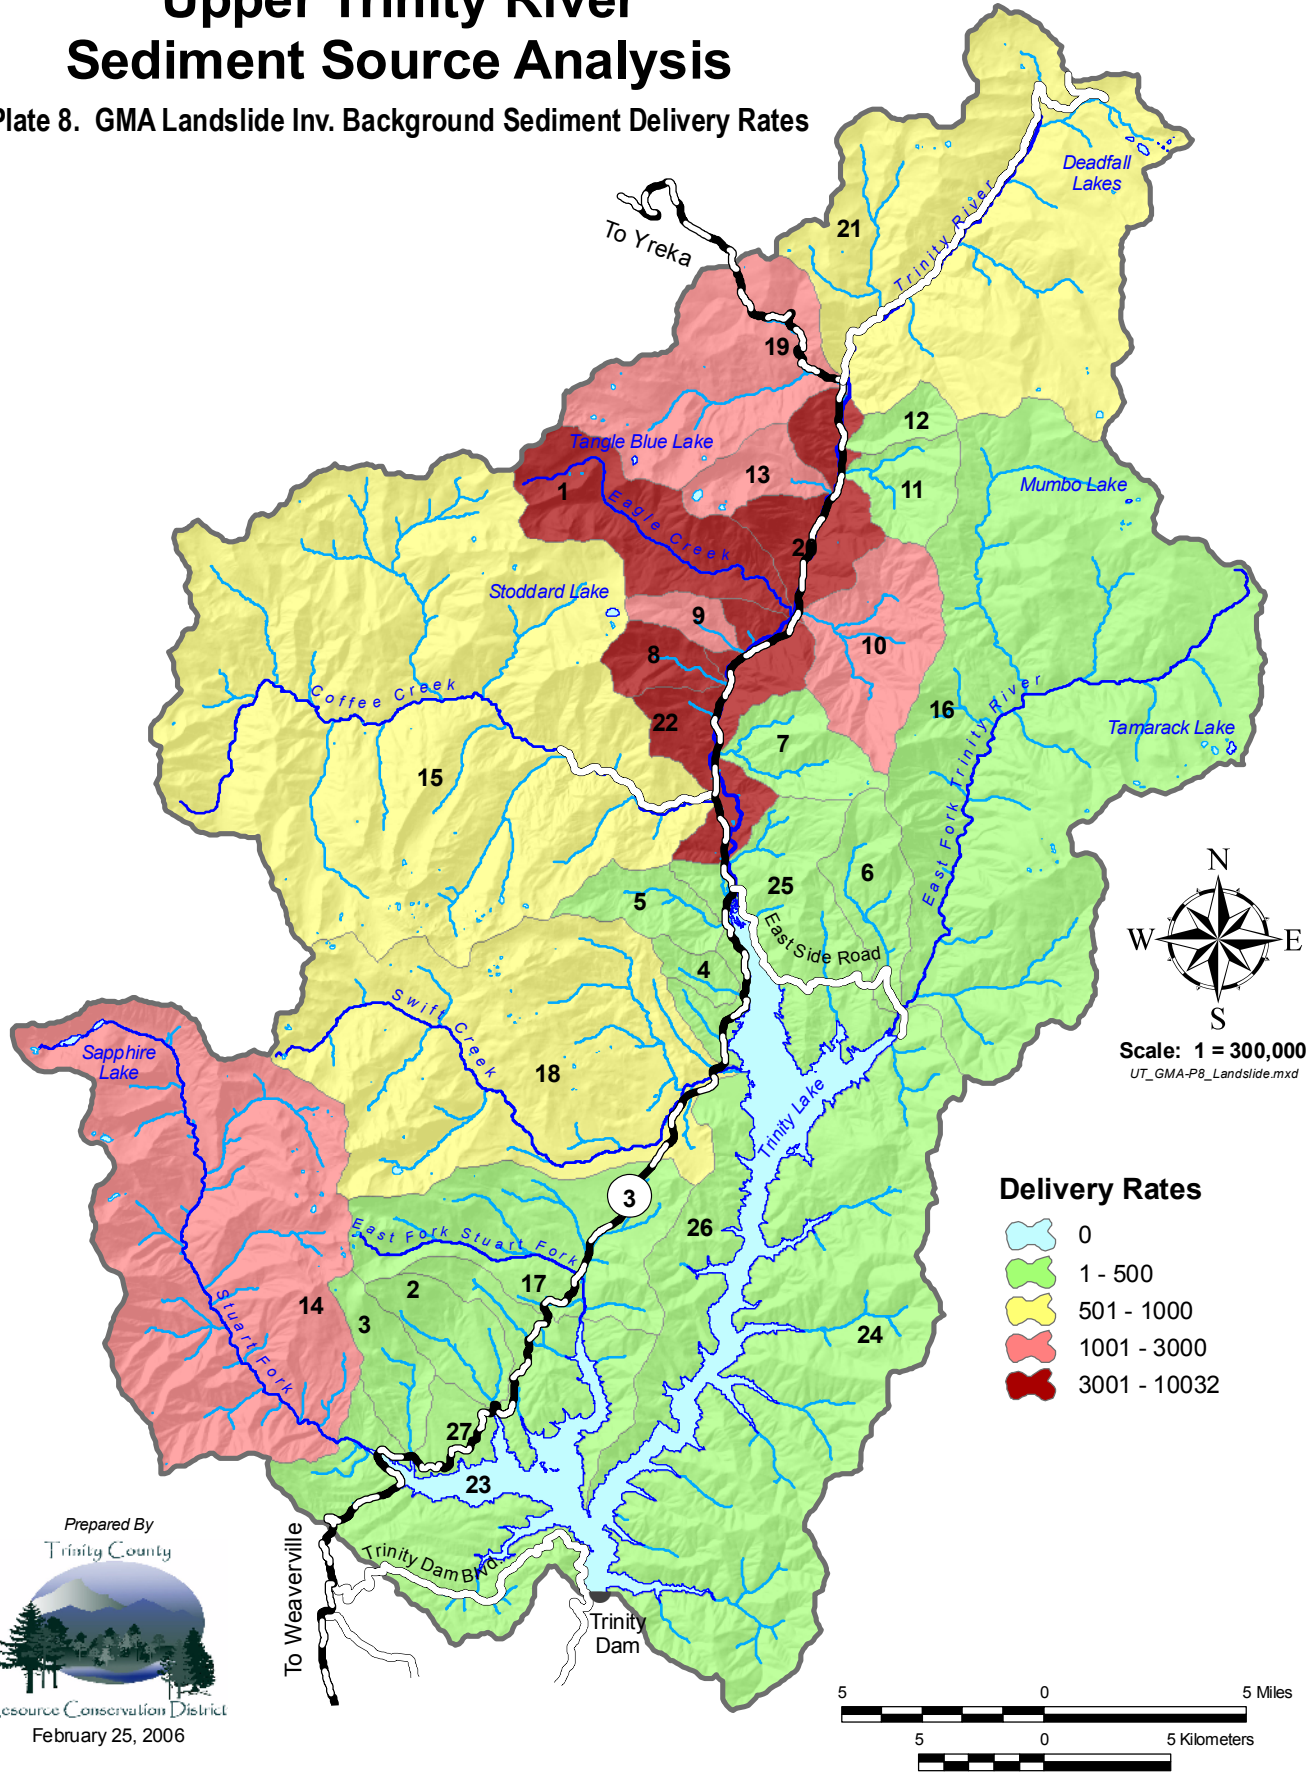 Upper Trinity River
Sediment Source Analysis
Plate 8. GMA Landslide Inv. Background Sediment Delivery Rates
Deadfall
Lakes
21
Trinity River
To Yreka
19
12
Tangle Blue Lake
13
Mumbo Lake
1
11
Eagle Creek
20
Stoddard Lake
9
10
8
Coffee Creek
16
22
Tamarack Lake
7
15
East Fork Trinity River
6
25
5
N
East Side Road
W
E
4
Swift Creek
S
Sapphire
Lake
Scale: 1 = 300,000
UT_GMA-P8_Landslide.mxd
18
Trinity Lake
Delivery Rates
3
26
0
East Fork Stuart Fork
1 - 500
2
17
14
501 - 1000
3
24
1001 - 3000
Stuart Fork
3001 - 10032
27
23
Prepared By
Trinity County
Resource Conservation District
February 25, 2006
To Weaverville
Trinity Dam Blvd.
Trinity
Dam
5 0 5 Miles
5 0 5 Kilometers